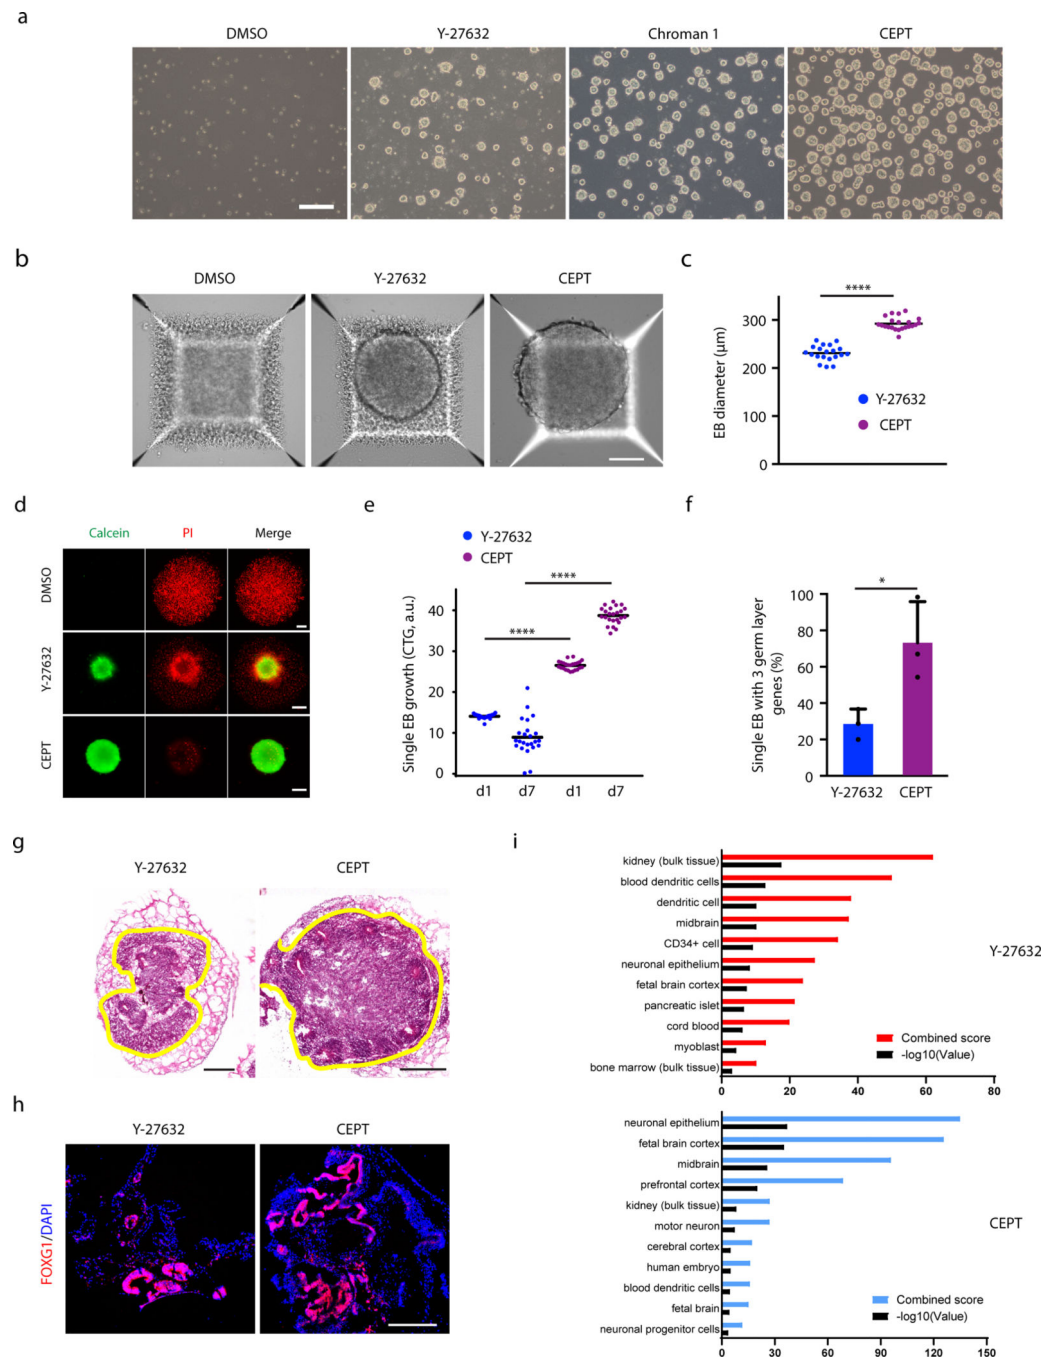 a
DMSO
Y-27632
Chroman 1
CEPT
b
DMSO
Y-27632
CEPT
c
****
EB diameter (μm)
300
200
100
0
Y-27632
CEPT
d
Calcein
PI
Merge
DMSO
Y-27632
CEPT
e
Y-27632
CEPT
****
****
Single EB growth (CTG, a.u.)
40
30
20
10
0
d1
d7
d1
d7
f
*
Single EB with 3 germ layer
genes (%)
100
80
60
40
20
0
Y-27632
CEPT
g
Y-27632
CEPT
h
Y-27632
CEPT
FOXG1/DAPI
i
kidney (bulk tissue)
blood dendritic cells
dendritic cell
midbrain
CD34+ cell
neuronal epithelium
fetal brain cortex
pancreatic islet
cord blood
myoblast
bone marrow (bulk tissue)
Y-27632
Combined score
-log10(Value)
0
20
40
60
80
neuronal epithelium
fetal brain cortex
midbrain
prefrontal cortex
kidney (bulk tissue)
motor neuron
cerebral cortex
human embryo
blood dendritic cells
fetal brain
neuronal progenitor cells
CEPT
Combined score
-log10(Value)
0
30
60
90
120
150